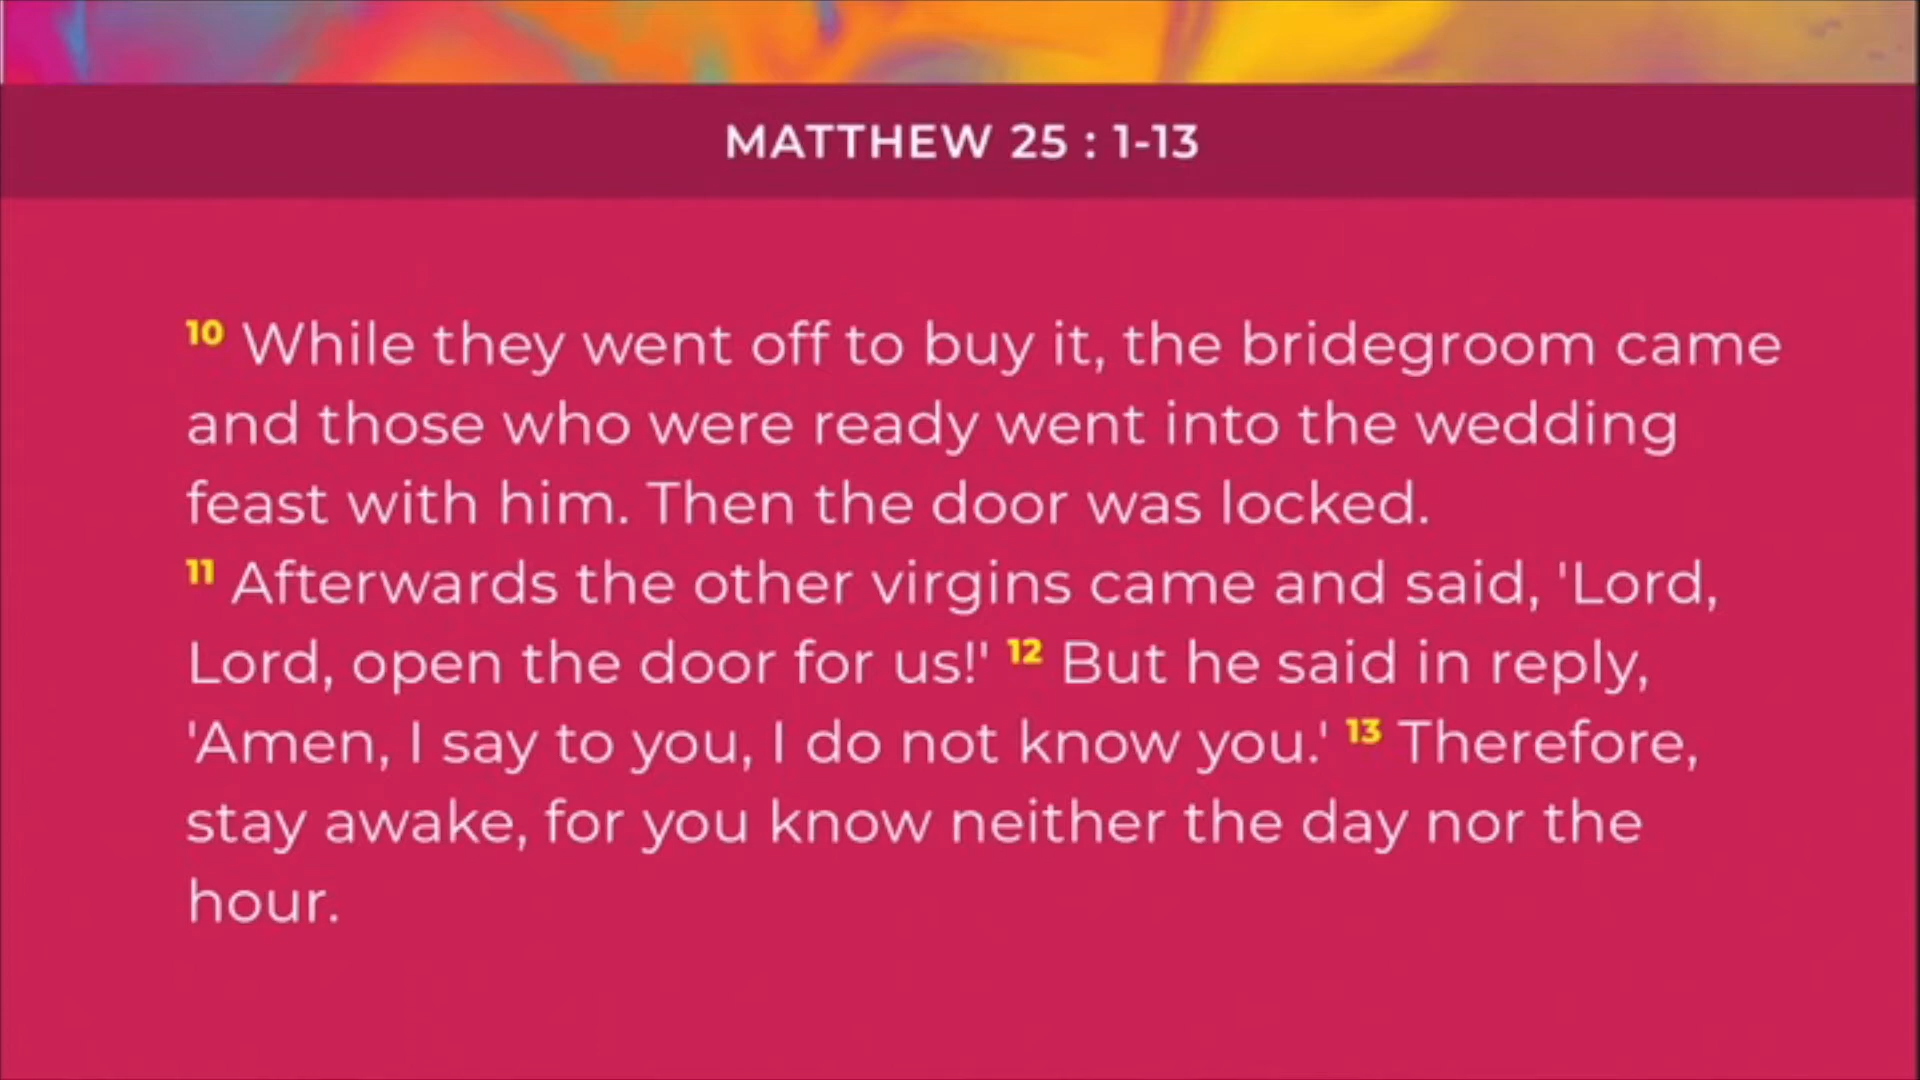 MATTHEW 25 : 1-13
10 While they went off to buy it, the bridegroom came
and those who were ready went into the wedding
feast with him. Then the door was locked.
11 Afterwards the other virgins came and said, 'Lord,
Lord, open the door for us!' 12 But he said in reply,
'Amen, I say to you, I do not know you.' 13 Therefore,
stay awake, for you know neither the day nor the
hour.